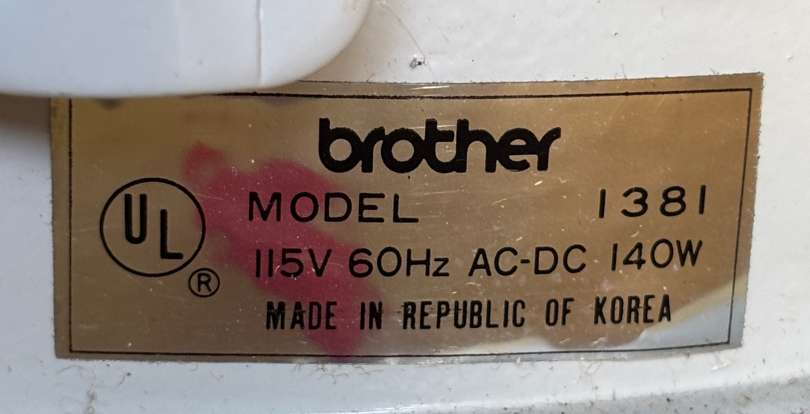 brother
UL
®
MODEL 1381
115V 60Hz AC-DC 140W
MADE IN REPUBLIC OF KOREA